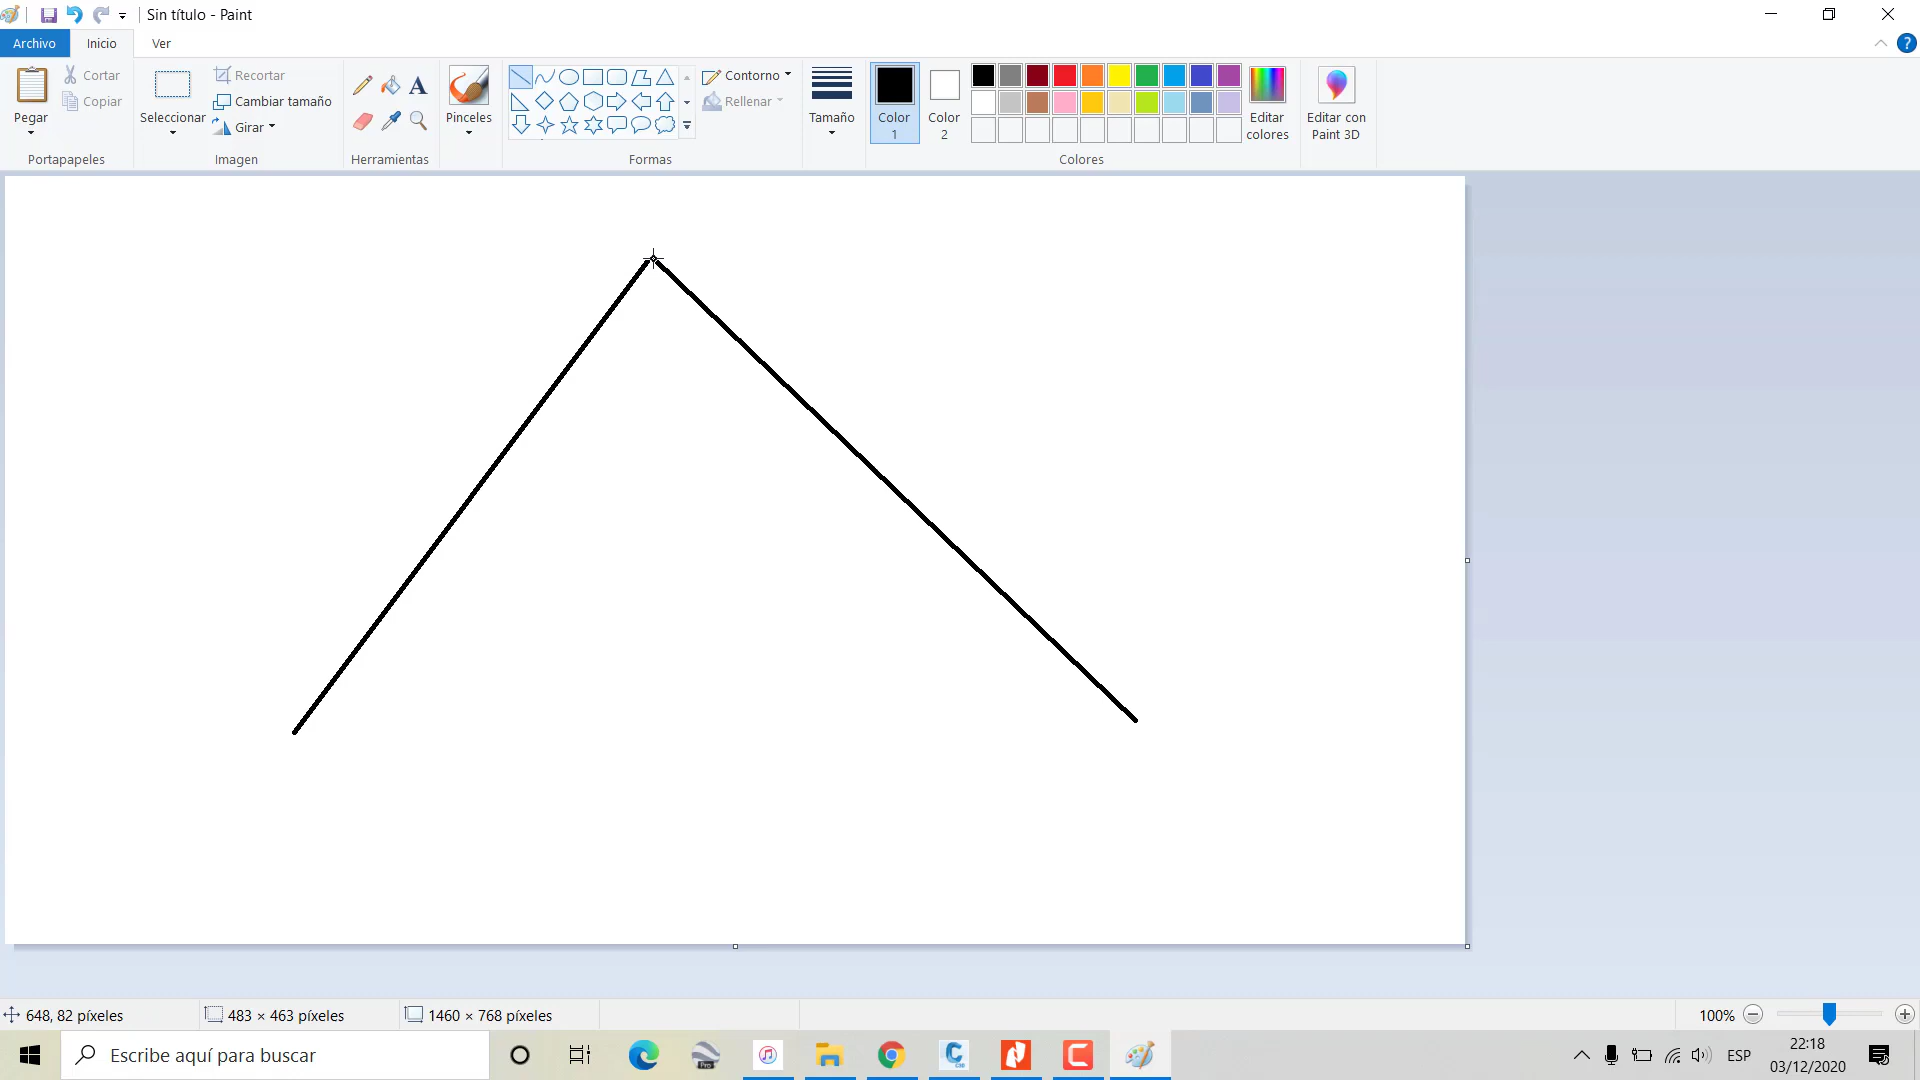 Sin título - Paint
Archivo Inicio Ver
Pegar
Cortar
Copiar
Portapapeles
Seleccionar
Recortar
Cambiar tamaño
Girar
Imagen
A
Herramientas
Pinceles
Formas
Contorno
Rellenar
Tamaño
Color
1
Color
2
Colores
Editar
colores
Editar con
Paint 3D
648, 82 píxeles
483 × 463 píxeles
1460 × 768 píxeles
100%
Escribe aquí para buscar
Pro
ESP
22:18
03/12/2020